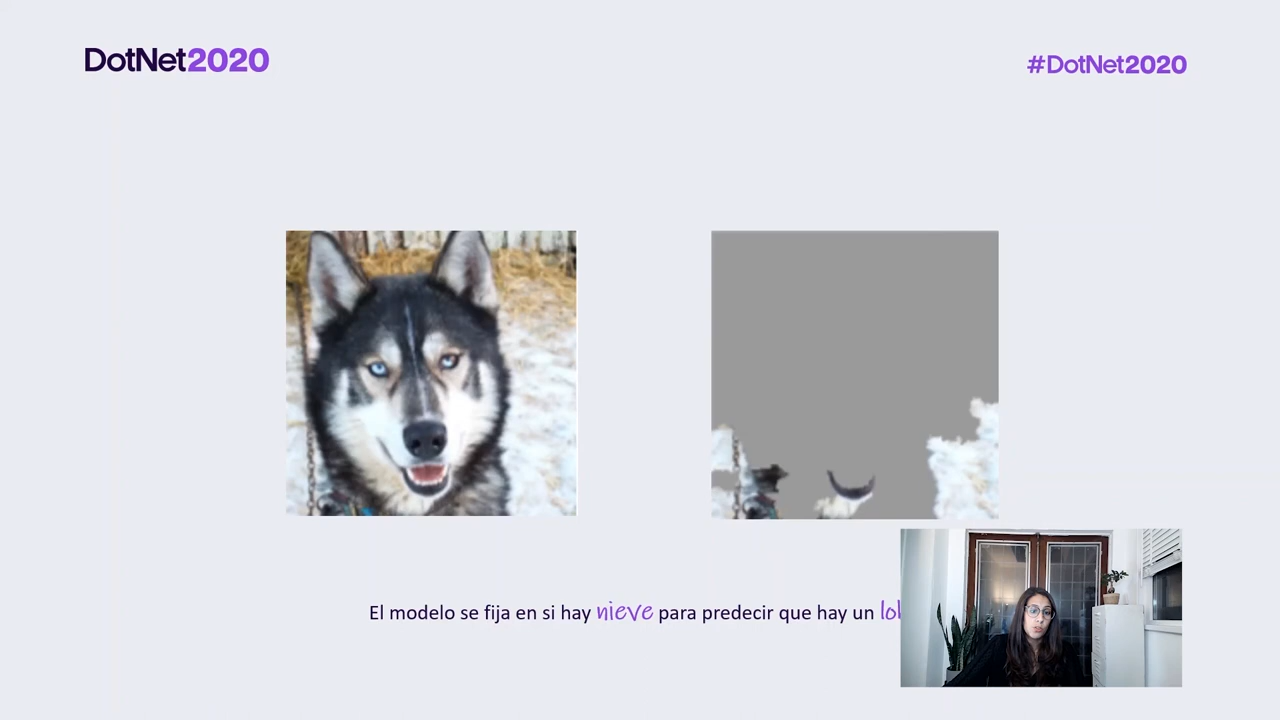 DotNet2020
#DotNet2020
El modelo se fija en si hay nieve para predecir que hay un